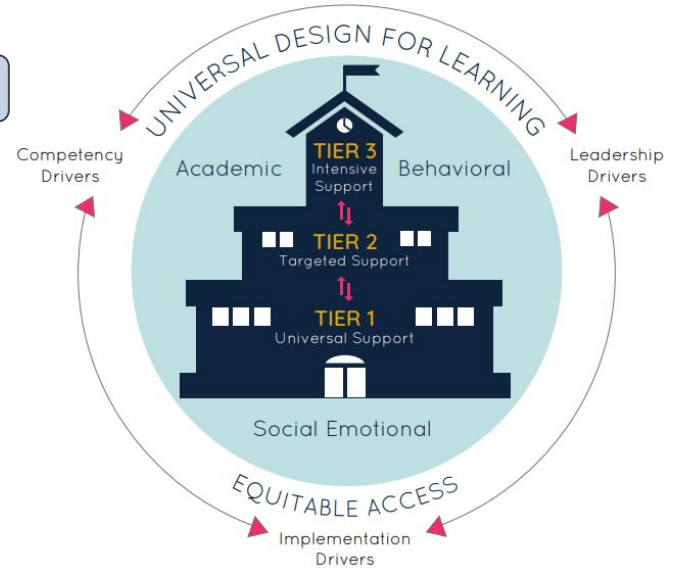 UNIVERSAL DESIGN FOR LEARNING
Competency
Drivers
Leadership
Drivers
Academic
Behavioral
TIER 3
Intensive
Support
TIER 2
Targeted Support
TIER 1
Universal Support
Social Emotional
EQUITABLE ACCESS
Implementation
Drivers